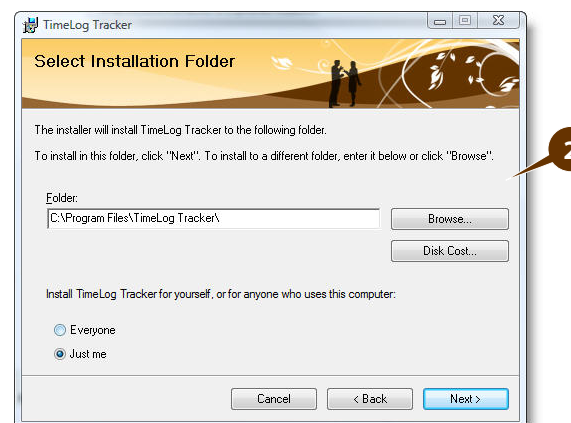 TimeLog Tracker
Select Installation Folder
The installer will install TimeLog Tracker to the following folder.
To install in this folder, click "Next". To install to a different folder, enter it below or click "Browse".
2
Folder:
C:\Program Files\TimeLog Tracker\
Browse...
Disk Cost...
Install TimeLog Tracker for yourself, or for anyone who uses this computer:
Everyone
Just me
Cancel
< Back
Next >